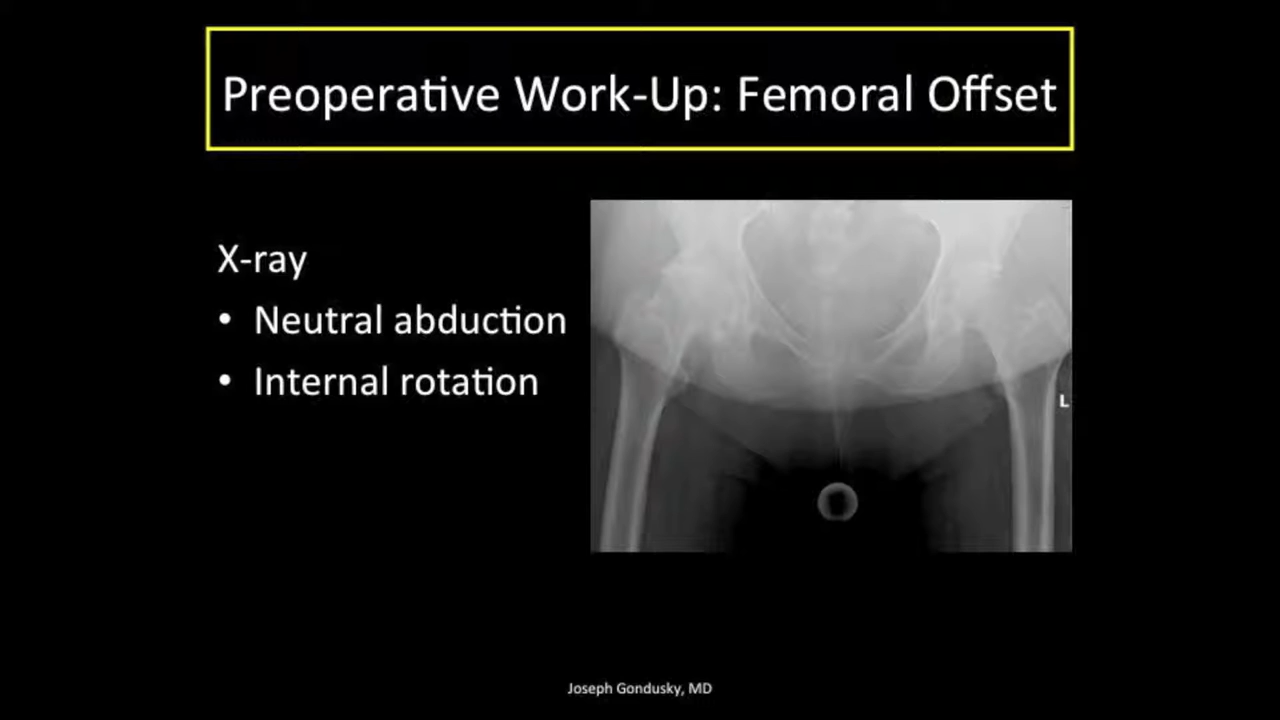 Preoperative Work-Up: Femoral Offset
X-ray
• Neutral abduction
• Internal rotation
L
Joseph Gondusky, MD